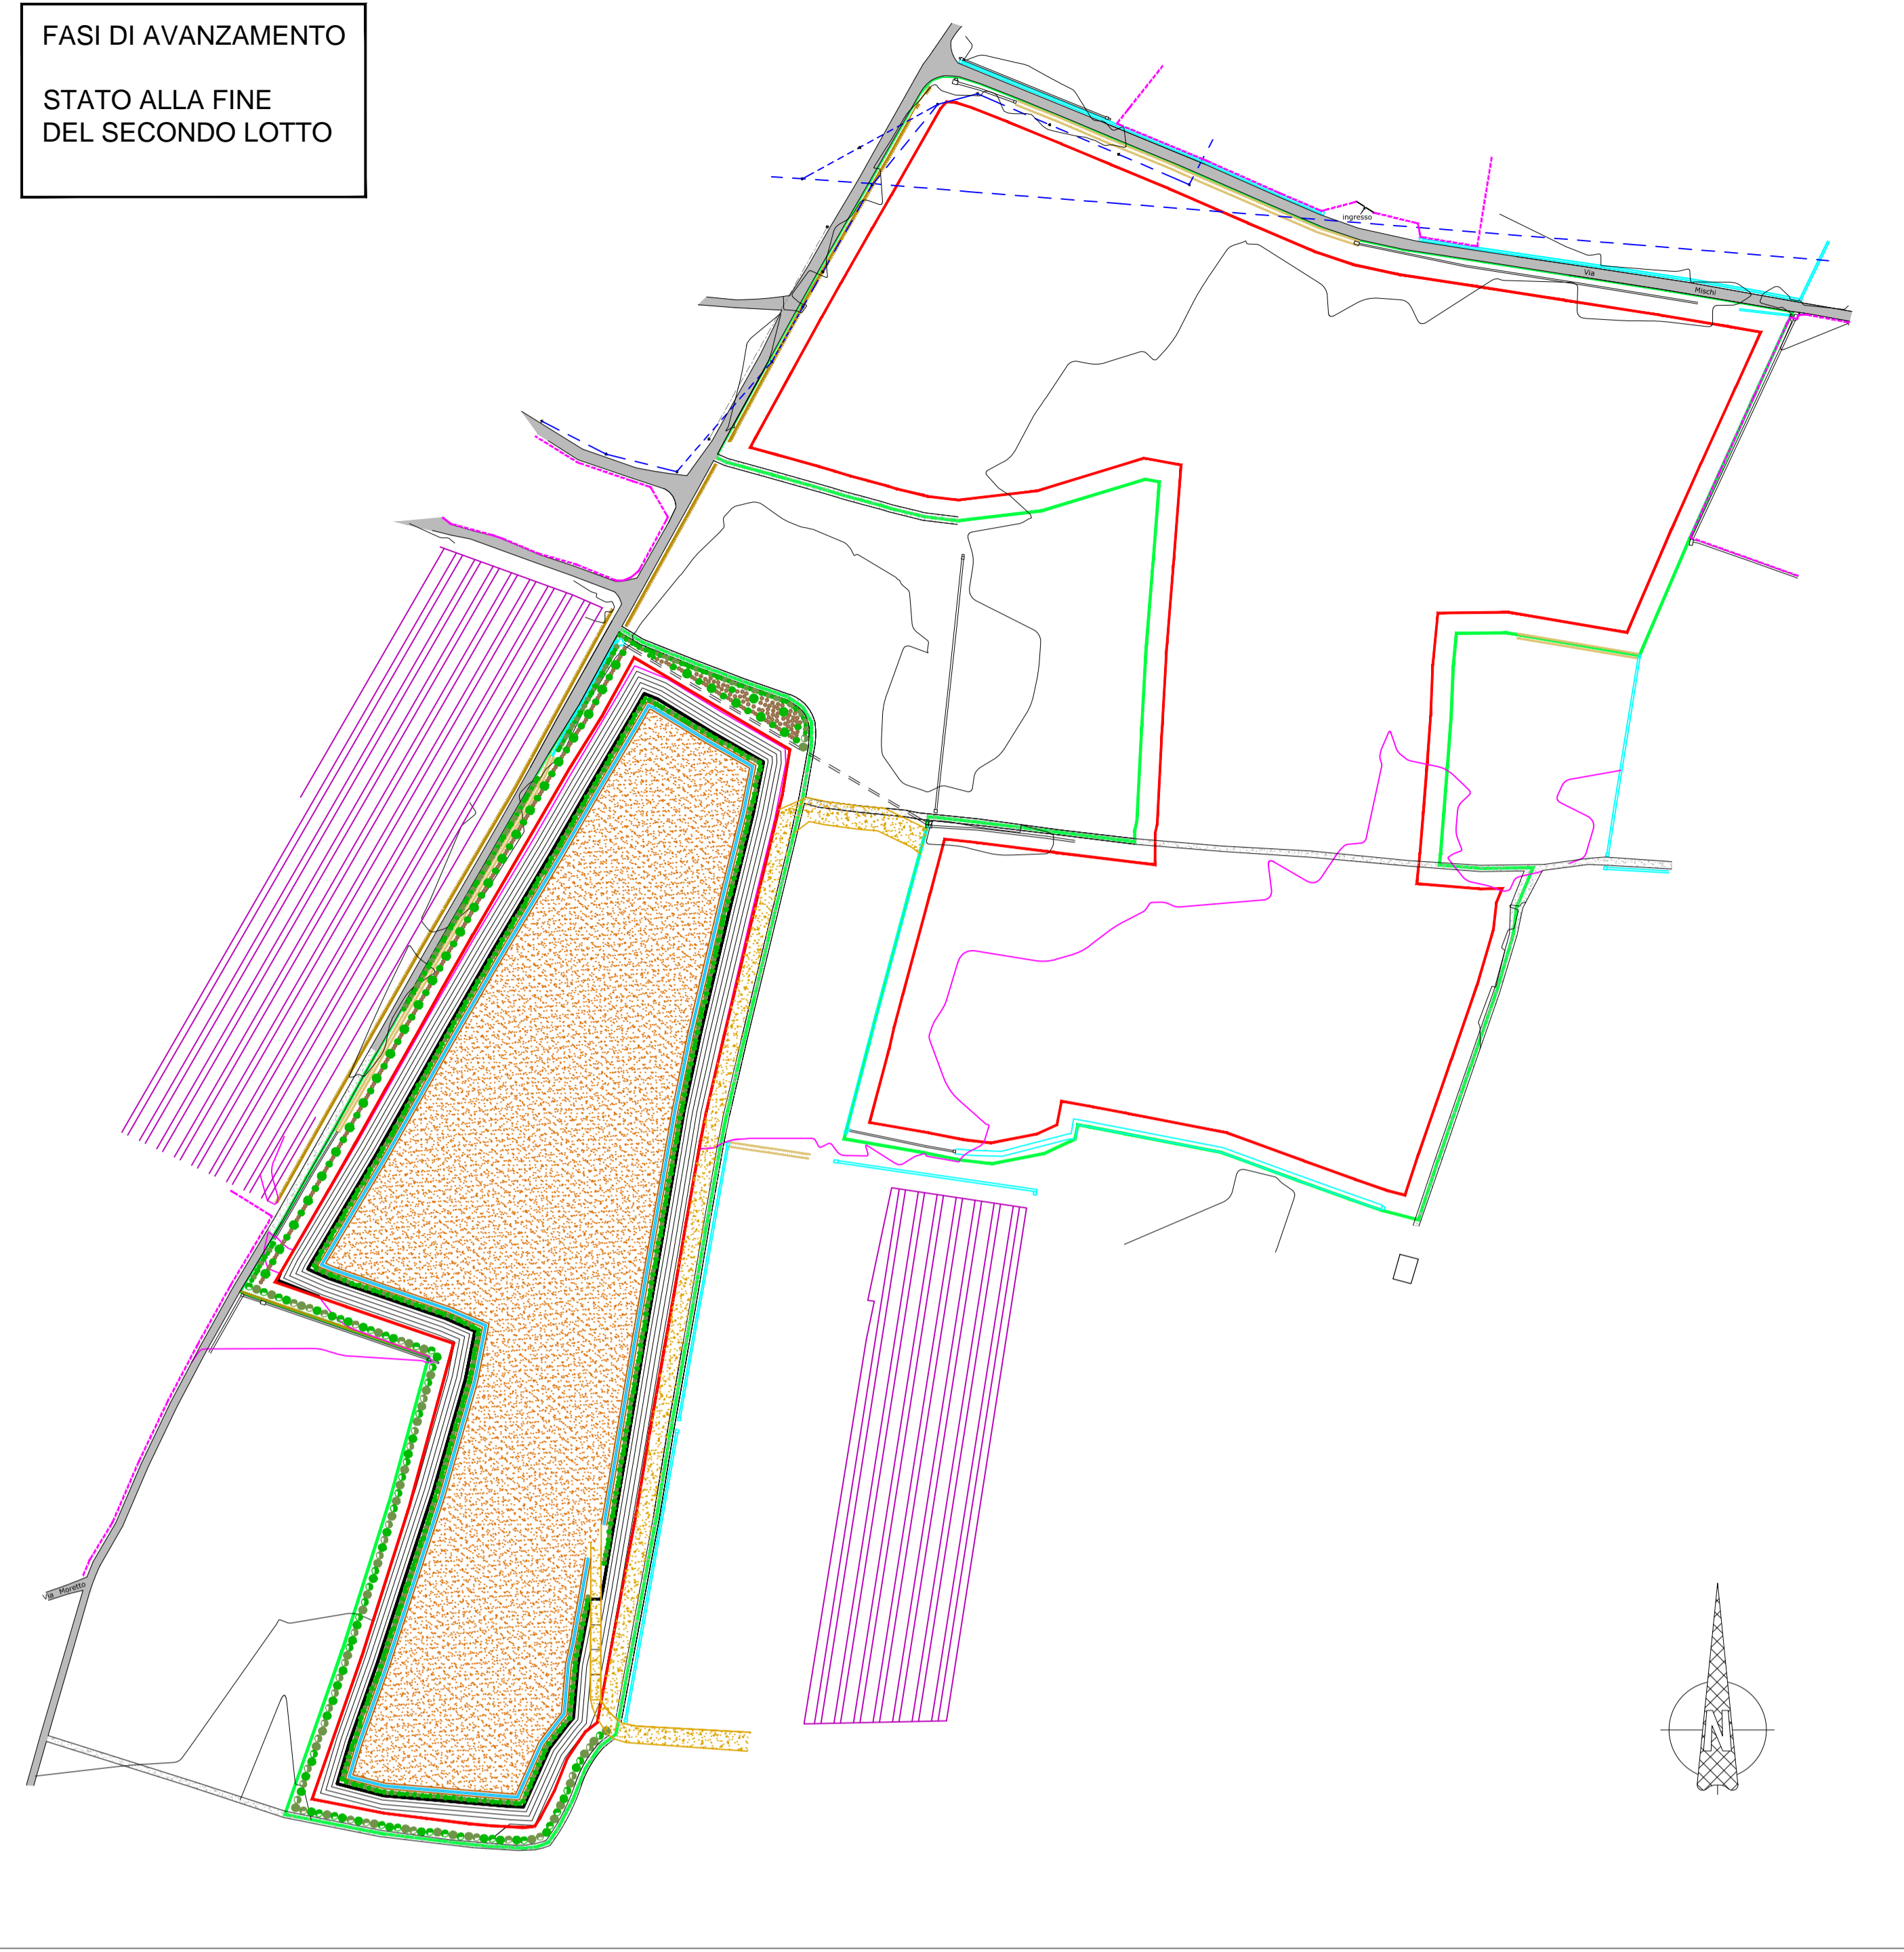 FASI DI AVANZAMENTO
STATO ALLA FINE
DEL SECONDO LOTTO
ingresso
Via
Mischi
Via Moretto
N